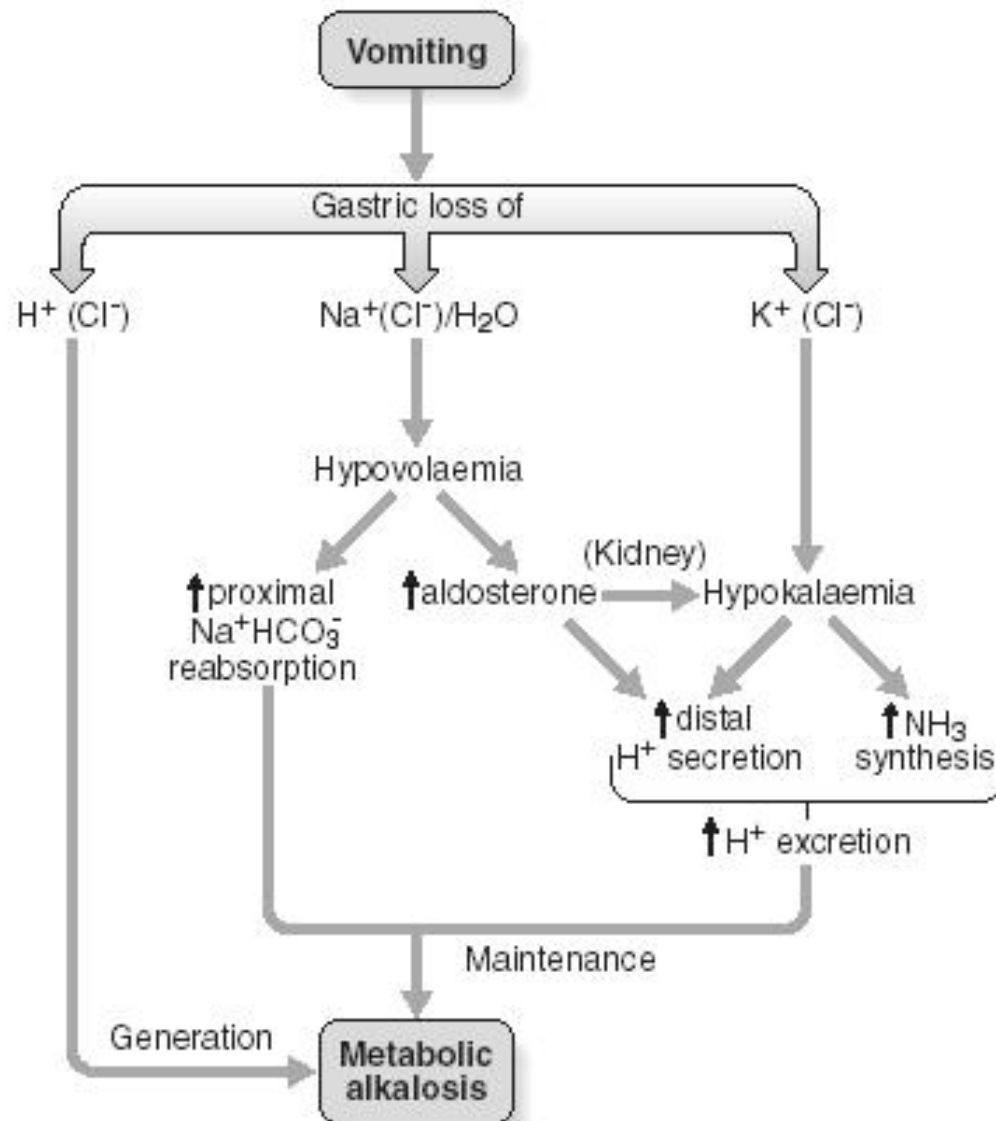 Vomiting
Gastric loss of
H⁺ (Cl⁻)
Na⁺(Cl⁻)/H₂O
K⁺ (Cl⁻)
Hypovolaemia
(Kidney)
↑proximal
Na⁺HCO₃⁻
reabsorption
↑aldosterone
Hypokalaemia
↑distal
H⁺ secretion
↑NH₃
synthesis
↑H⁺ excretion
Maintenance
Generation
Metabolic
alkalosis